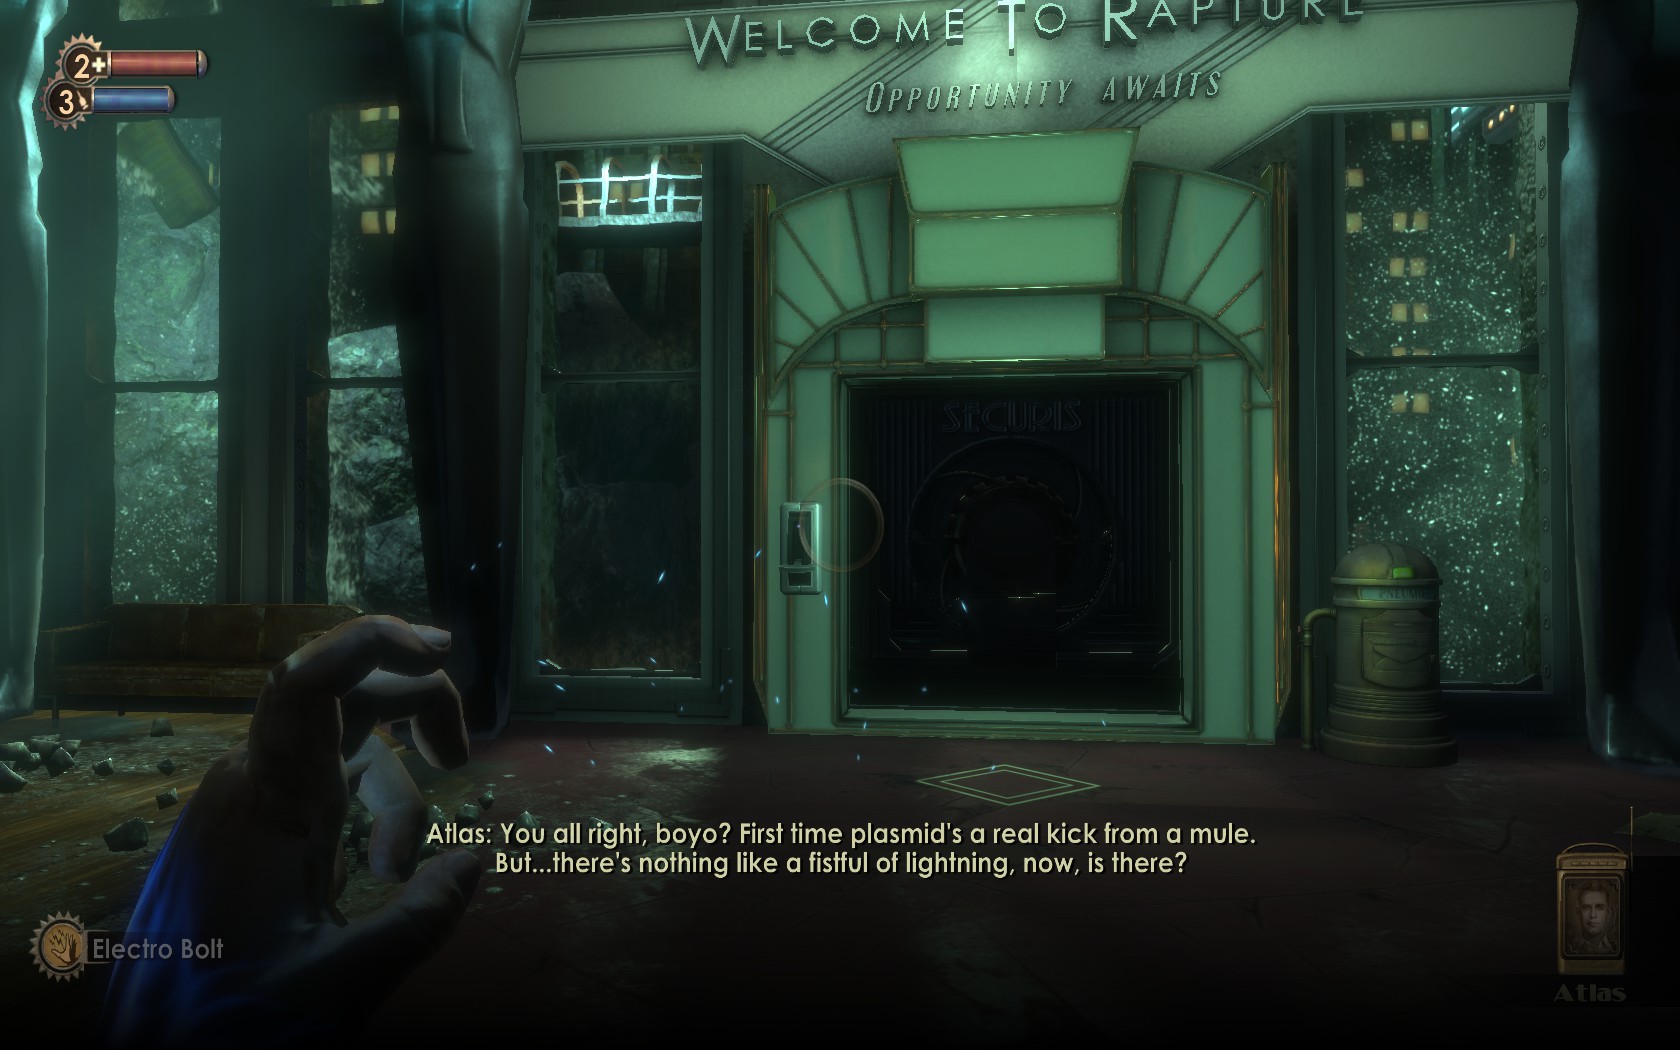 WELCOME TO RAPTURE
OPPORTUNITY AWAITS
2+
3
SECURIS
Atlas: You all right, boyo? First time plasmid's a real kick from a mule.
But...there's nothing like a fistful of lightning, now, is there?
Electro Bolt
Atlas